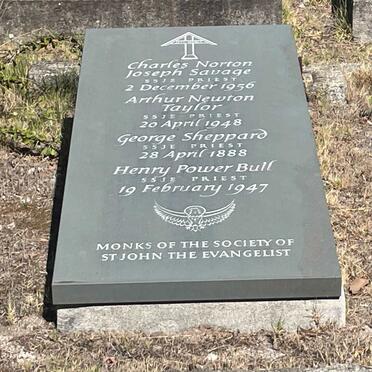 Charles Norton
Joseph Savage
SSJE PRIEST
2 December 1956
Arthur Newton
Taylor
SSJE PRIEST
20 April 1948
George Sheppard
SSJE PRIEST
28 April 1888
Henry Power Bull
SSJE PRIEST
19 February 1947
MONKS OF THE SOCIETY OF
ST JOHN THE EVANGELIST